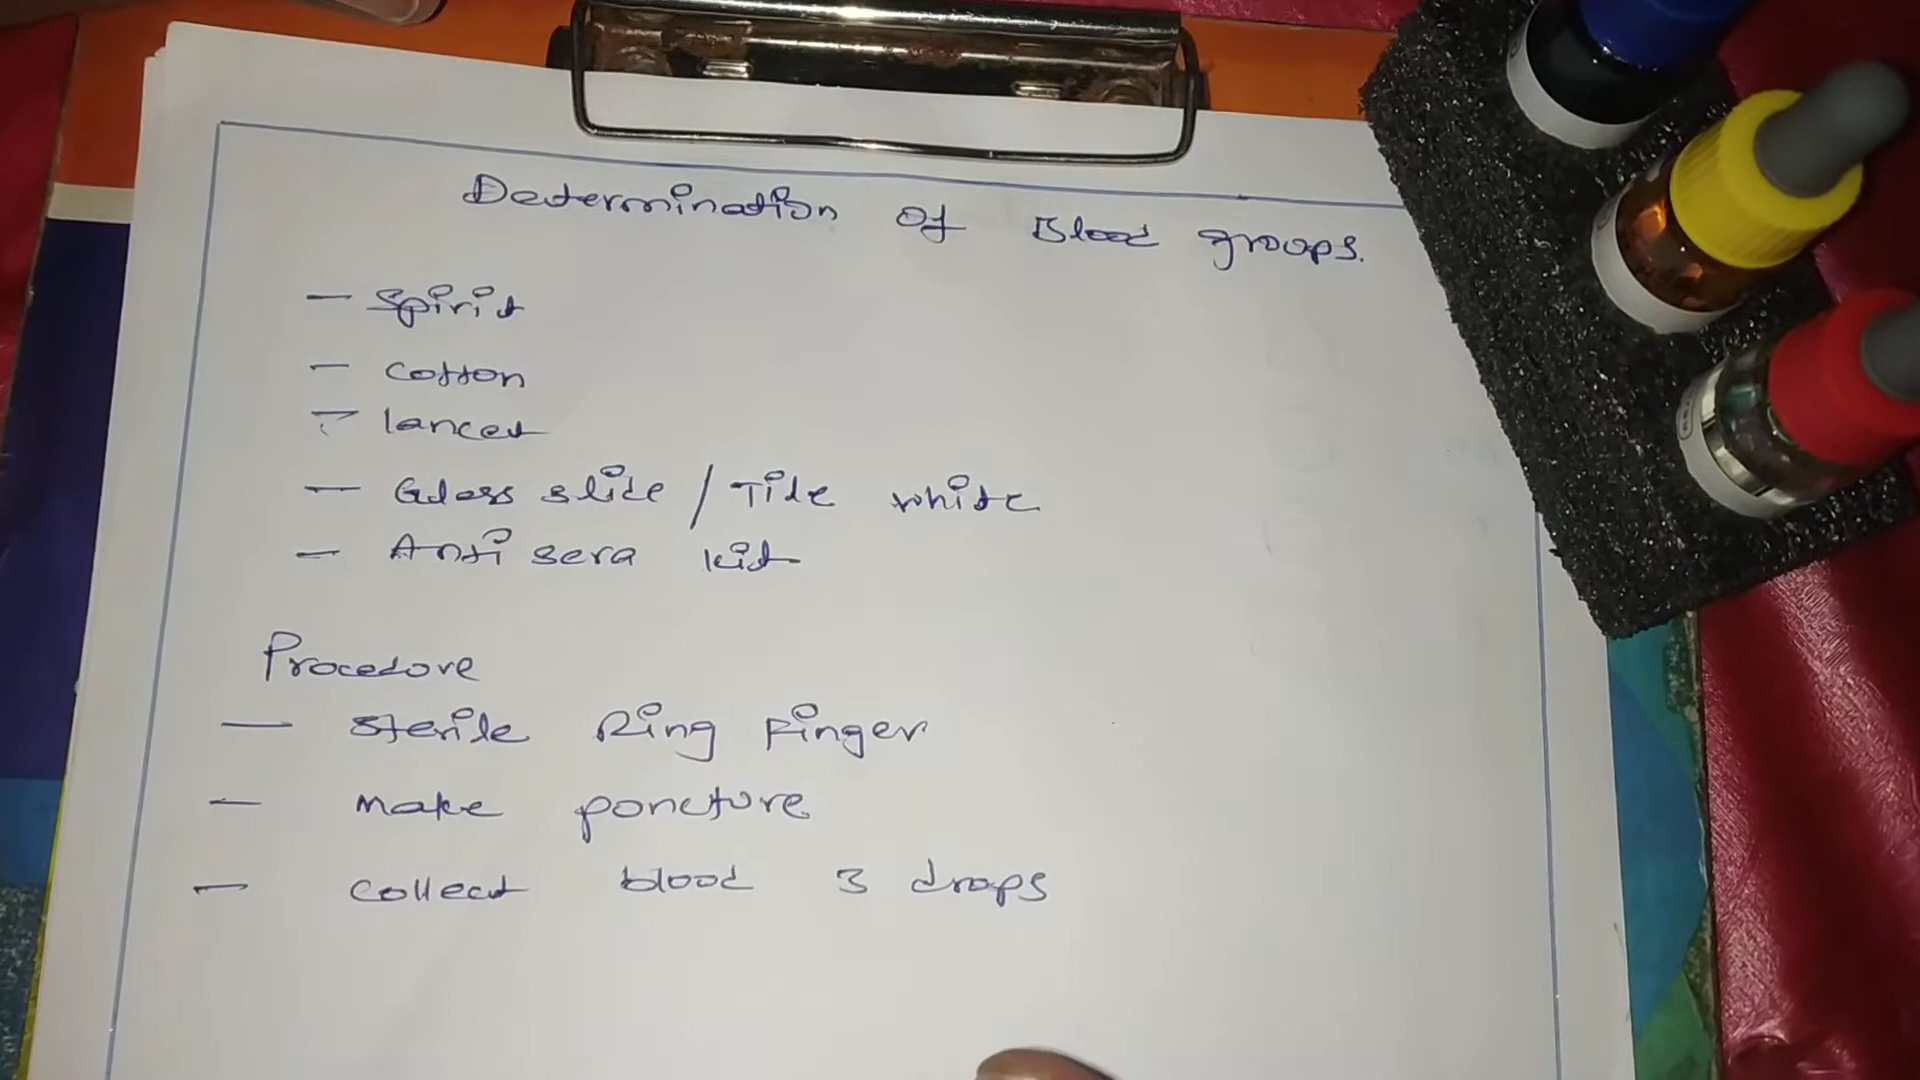 Determination of Blood groups.
- Spirit
- cotton
- lancet
- Glass slide / Tile white
- Anti sera kit
Procedure
- Sterile Ring Finger
- make poncture
- collect blood 3 drops